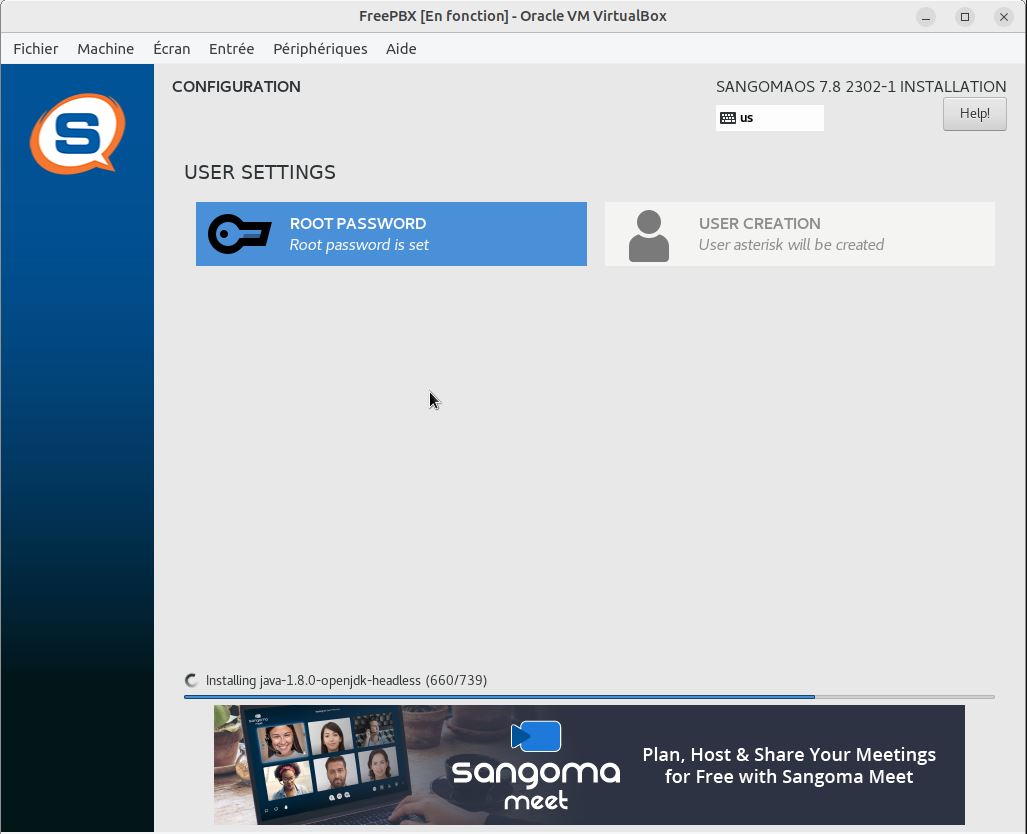 FreePBX [En fonction] - Oracle VM VirtualBox
Fichier Machine Écran Entrée Périphériques Aide
S
CONFIGURATION
SANGOMAOS 7.8 2302-1 INSTALLATION
us
Help!
USER SETTINGS
ROOT PASSWORD
Root password is set
USER CREATION
User asterisk will be created
Installing java-1.8.0-openjdk-headless (660/739)
sangoma
meet
Plan, Host & Share Your Meetings
for Free with Sangoma Meet